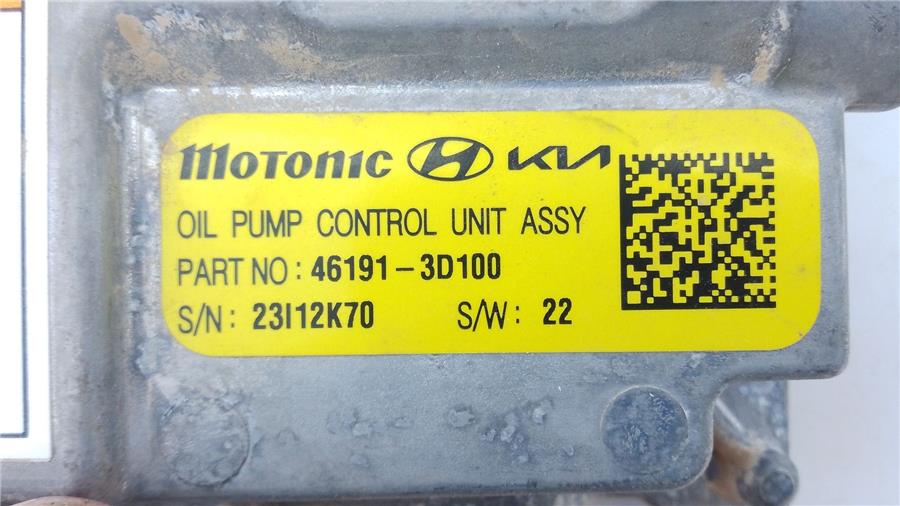 MOTONIC KIA
OIL PUMP CONTROL UNIT ASSY
PART NO: 46191-3D100
S/N: 23I12K70 S/W: 22